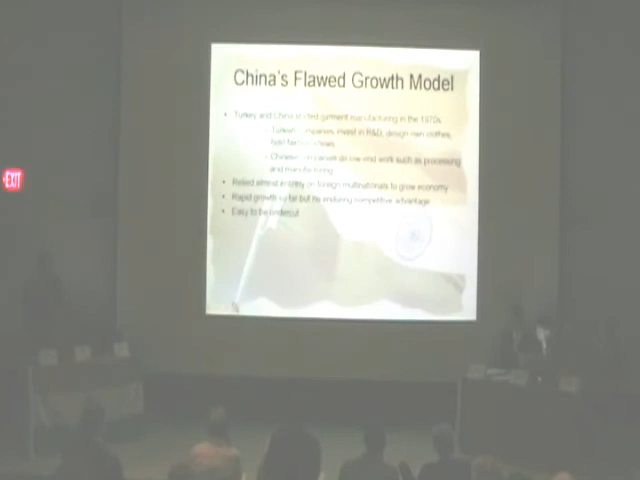 China's Flawed Growth Model
• Turkey and China started garment manufacturing in the 1970s
- Turkish companies invest in R&D, design own clothes,
hold fashion shows
- Chinese companies do low-end work such as processing
and manufacturing
• Relied almost entirely on foreign multinationals to grow economy
• Rapid growth so far but no enduring competitive advantage
• Easy to be undercut
EXIT